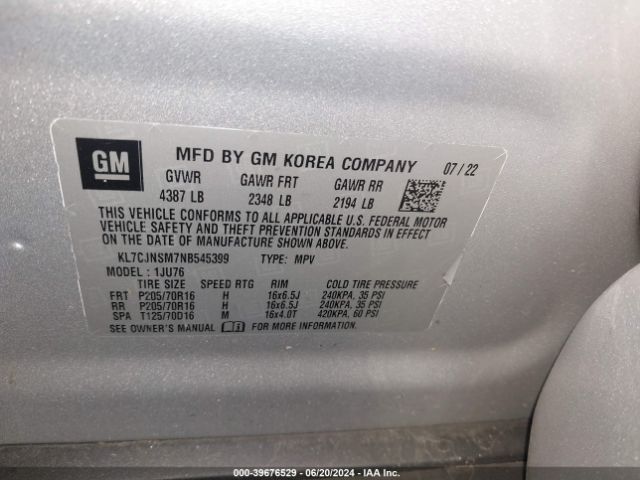 GM MFD BY GM KOREA COMPANY 07 / 22
GVWR GAWR FRT GAWR RR
4387 LB 2348 LB 2194 LB
THIS VEHICLE CONFORMS TO ALL APPLICABLE U.S. FEDERAL MOTOR
VEHICLE SAFETY AND THEFT PREVENTION STANDARDS IN EFFECT
ON THE DATE OF MANUFACTURE SHOWN ABOVE.
KL7CJNSM7NB545399 TYPE: MPV
MODEL : 1JU76
TIRE SIZE SPEED RTG RIM COLD TIRE PRESSURE
FRT P205/70R16 H 16x6.5J 240KPA, 35 PSI
RR P205/70R16 H 16x6.5J 240KPA, 35 PSI
SPA T125/70D16 M 16x4.0T 420KPA, 60 PSI
SEE OWNER'S MANUAL FOR MORE INFORMATION.
000-39676529 - 06/20/2024 - IAA Inc.